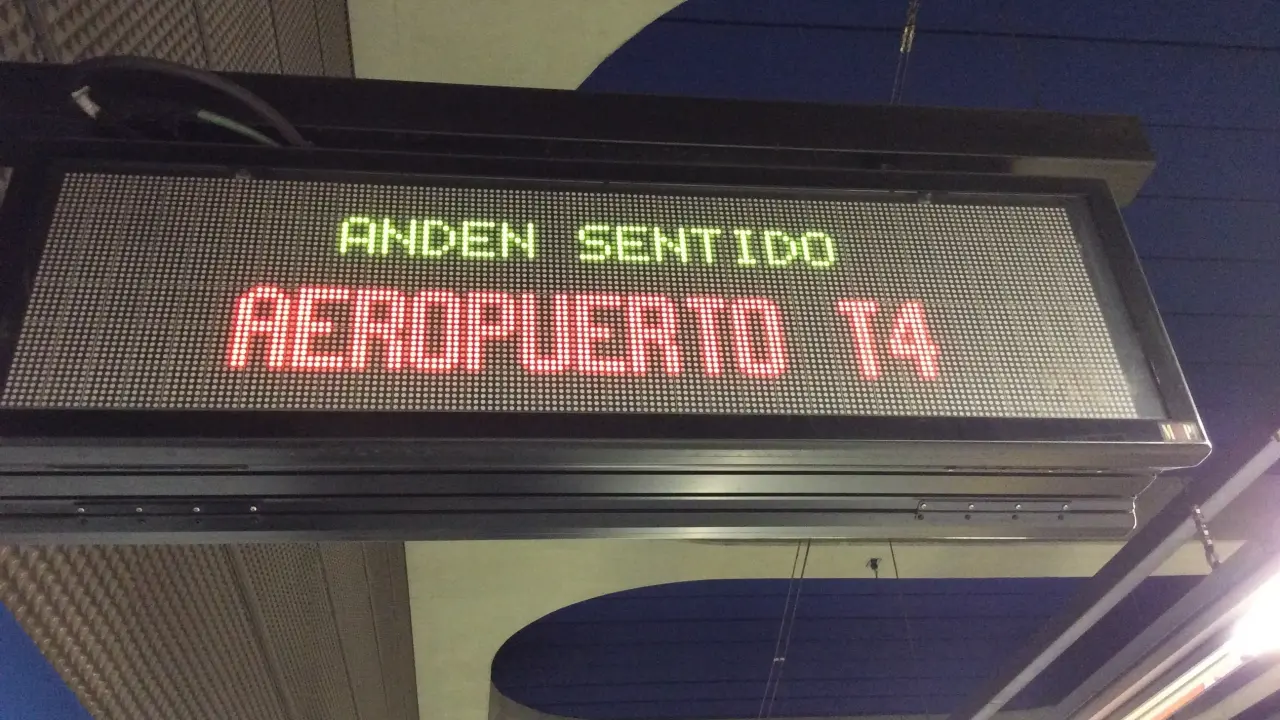 ANDEN SENTIDO
AEROPUERTO T4